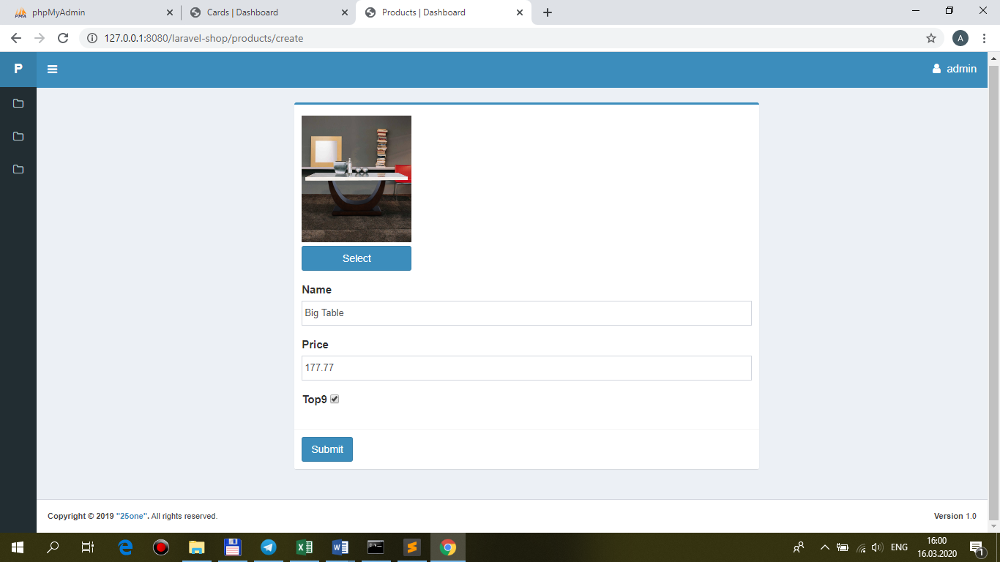 phpMyAdmin
Cards | Dashboard
Products | Dashboard
127.0.0.1:8080/laravel-shop/products/create
A
P
admin
Select
Name
Big Table
Price
177.77
Top9
Submit
Copyright © 2019 "25one". All rights reserved.
Version 1.0
ENG
16:00
16.03.2020
1